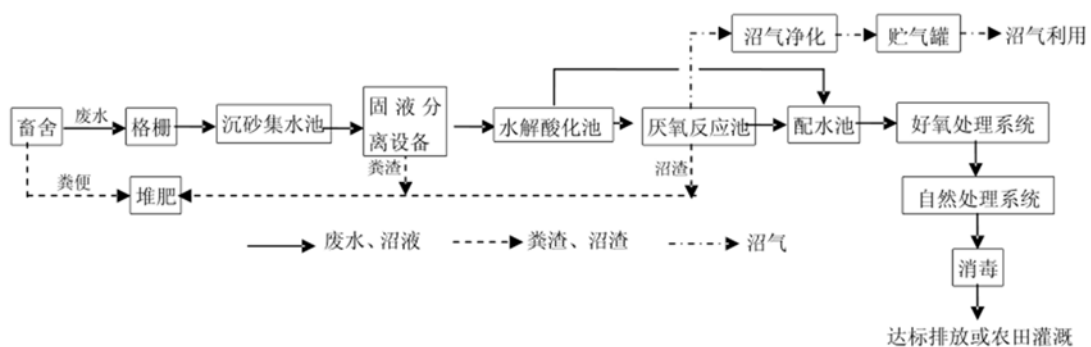 沼气净化 贮气罐 沼气利用
畜舍 废水 格栅 沉砂集水池 固液分离设备 水解酸化池 厌氧反应池 配水池 好氧处理系统
粪便 堆肥 粪渣 沼渣 自然处理系统
废水、沼液 粪渣、沼渣 沼气
消毒
达标排放或农田灌溉